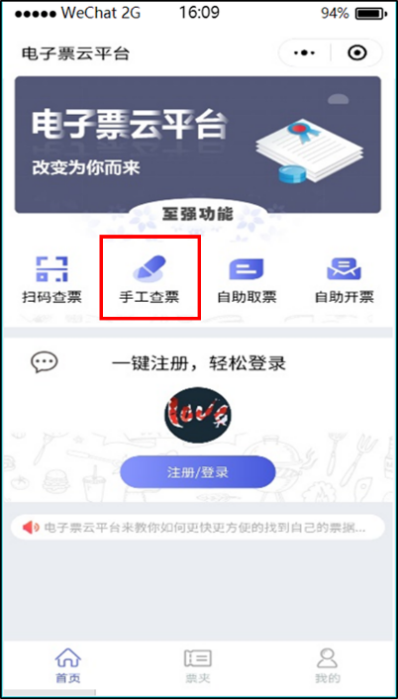 WeChat 2G 16:09 94%
电子票云平台
电子票云平台
改变为你而来
至强功能
扫码查票 手工查票 自助取票 自助开票
一键注册，轻松登录
Love
注册/登录
电子票云平台来教你如何更快更方便的找到自己的票据...
首页 票夹 我的